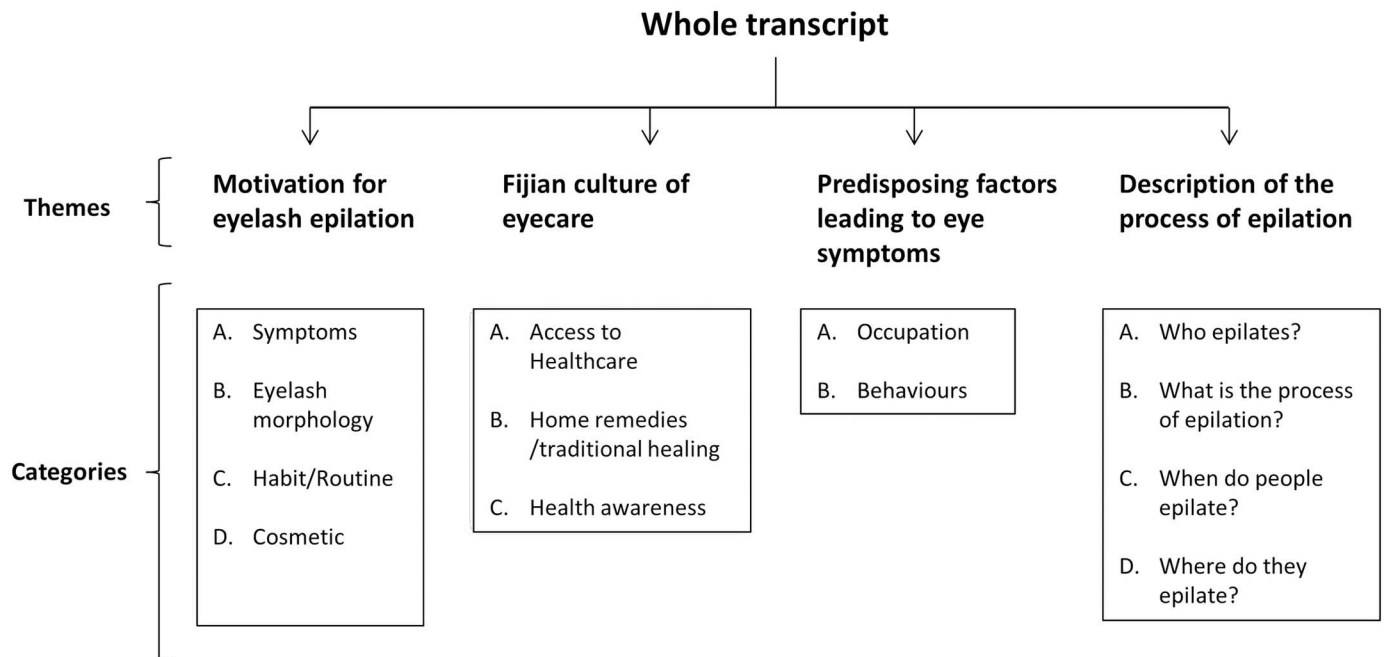 Whole transcript
Themes
Motivation for
eyelash epilation
Fijian culture of
eyecare
Predisposing factors
leading to eye
symptoms
Description of the
process of epilation
Categories
A. Symptoms
B. Eyelash
morphology
C. Habit/Routine
D. Cosmetic
A. Access to
Healthcare
B. Home remedies
/traditional healing
C. Health awareness
A. Occupation
B. Behaviours
A. Who epilates?
B. What is the process
of epilation?
C. When do people
epilate?
D. Where do they
epilate?